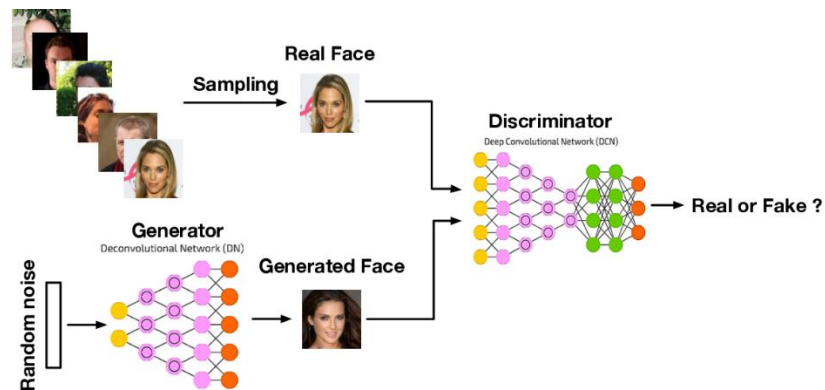 Real Face
Sampling
Discriminator
Deep Convolutional Network (DCN)
Real or Fake ?
Generator
Deconvolutional Network (DN)
Generated Face
Random noise